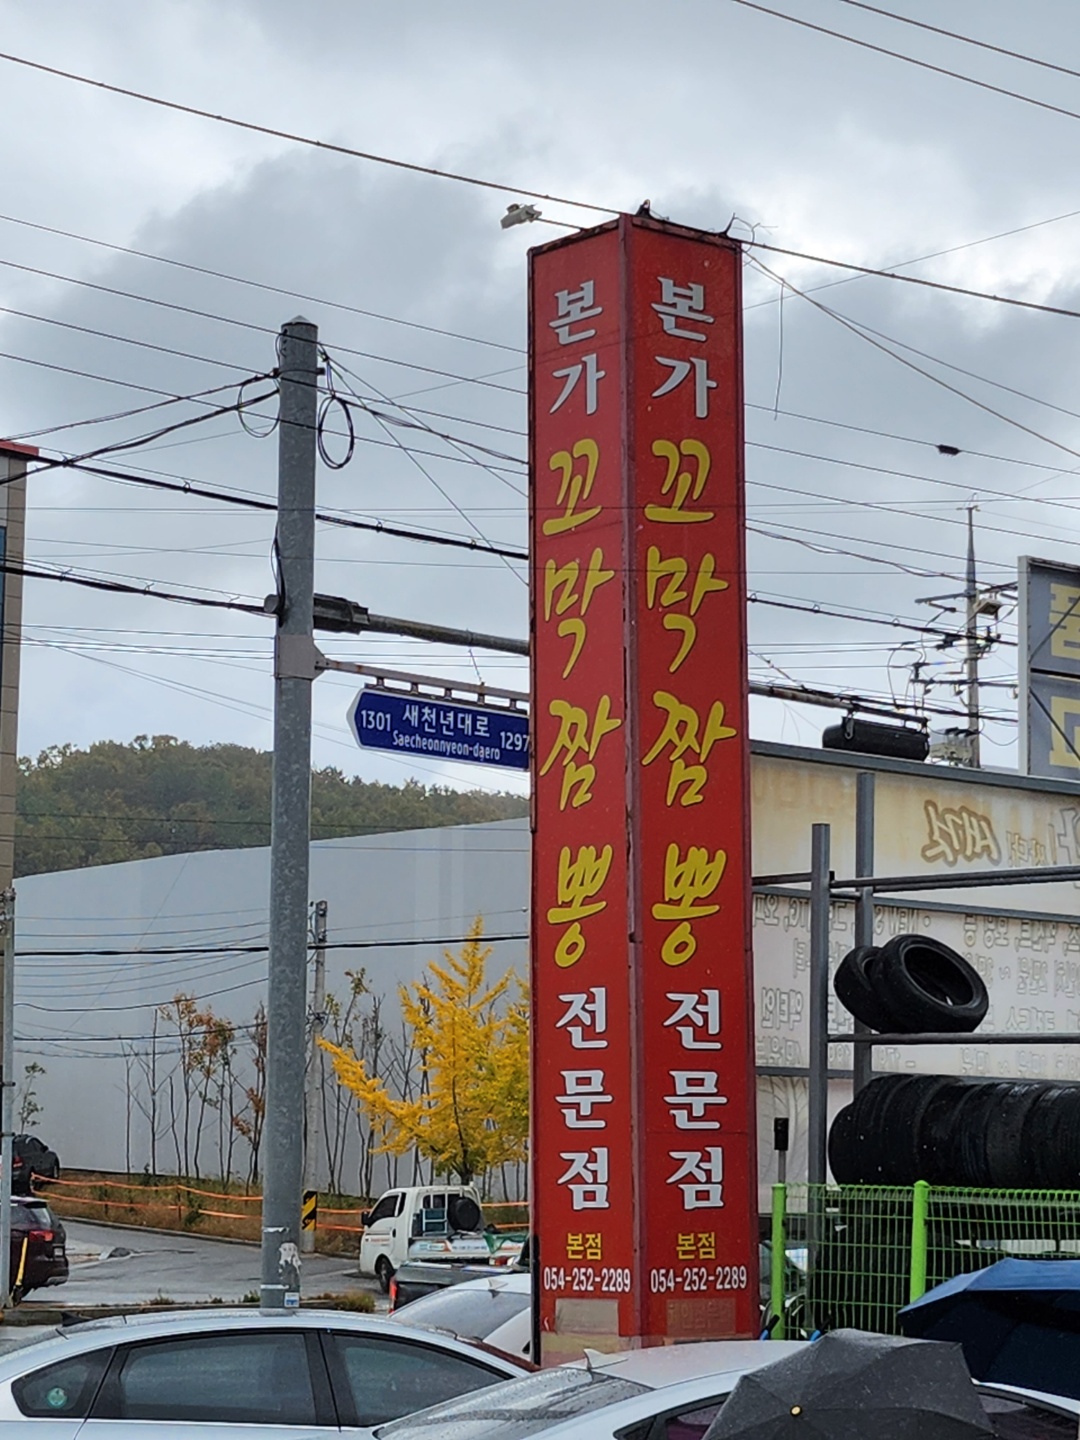 본가 꼬막짬뽕 전문점
본점
054-252-2289
본가 꼬막짬뽕 전문점
본점
054-252-2289
1301 새천년대로 1297
Saecheonnyeon-daero